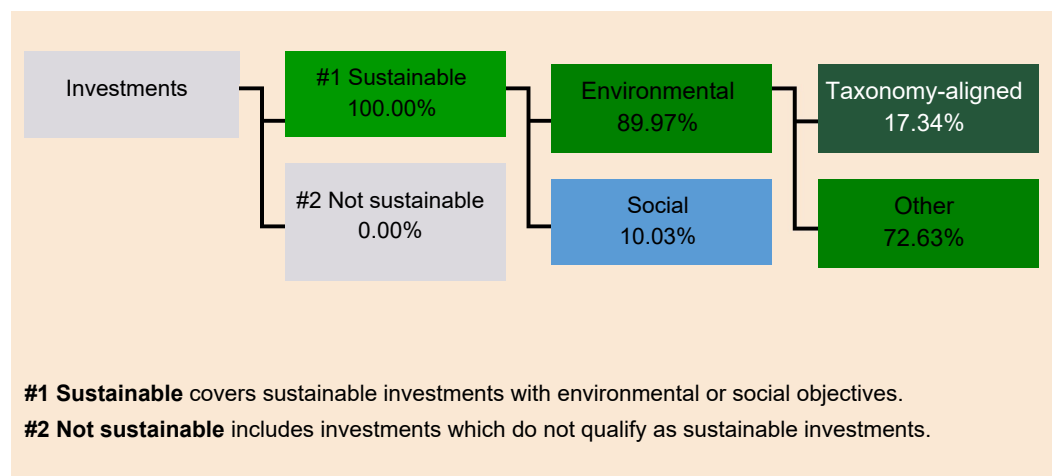 Investments
#1 Sustainable
100.00%
#2 Not sustainable
0.00%
Environmental
89.97%
Social
10.03%
Taxonomy-aligned
17.34%
Other
72.63%
#1 Sustainable covers sustainable investments with environmental or social objectives.
#2 Not sustainable includes investments which do not qualify as sustainable investments.